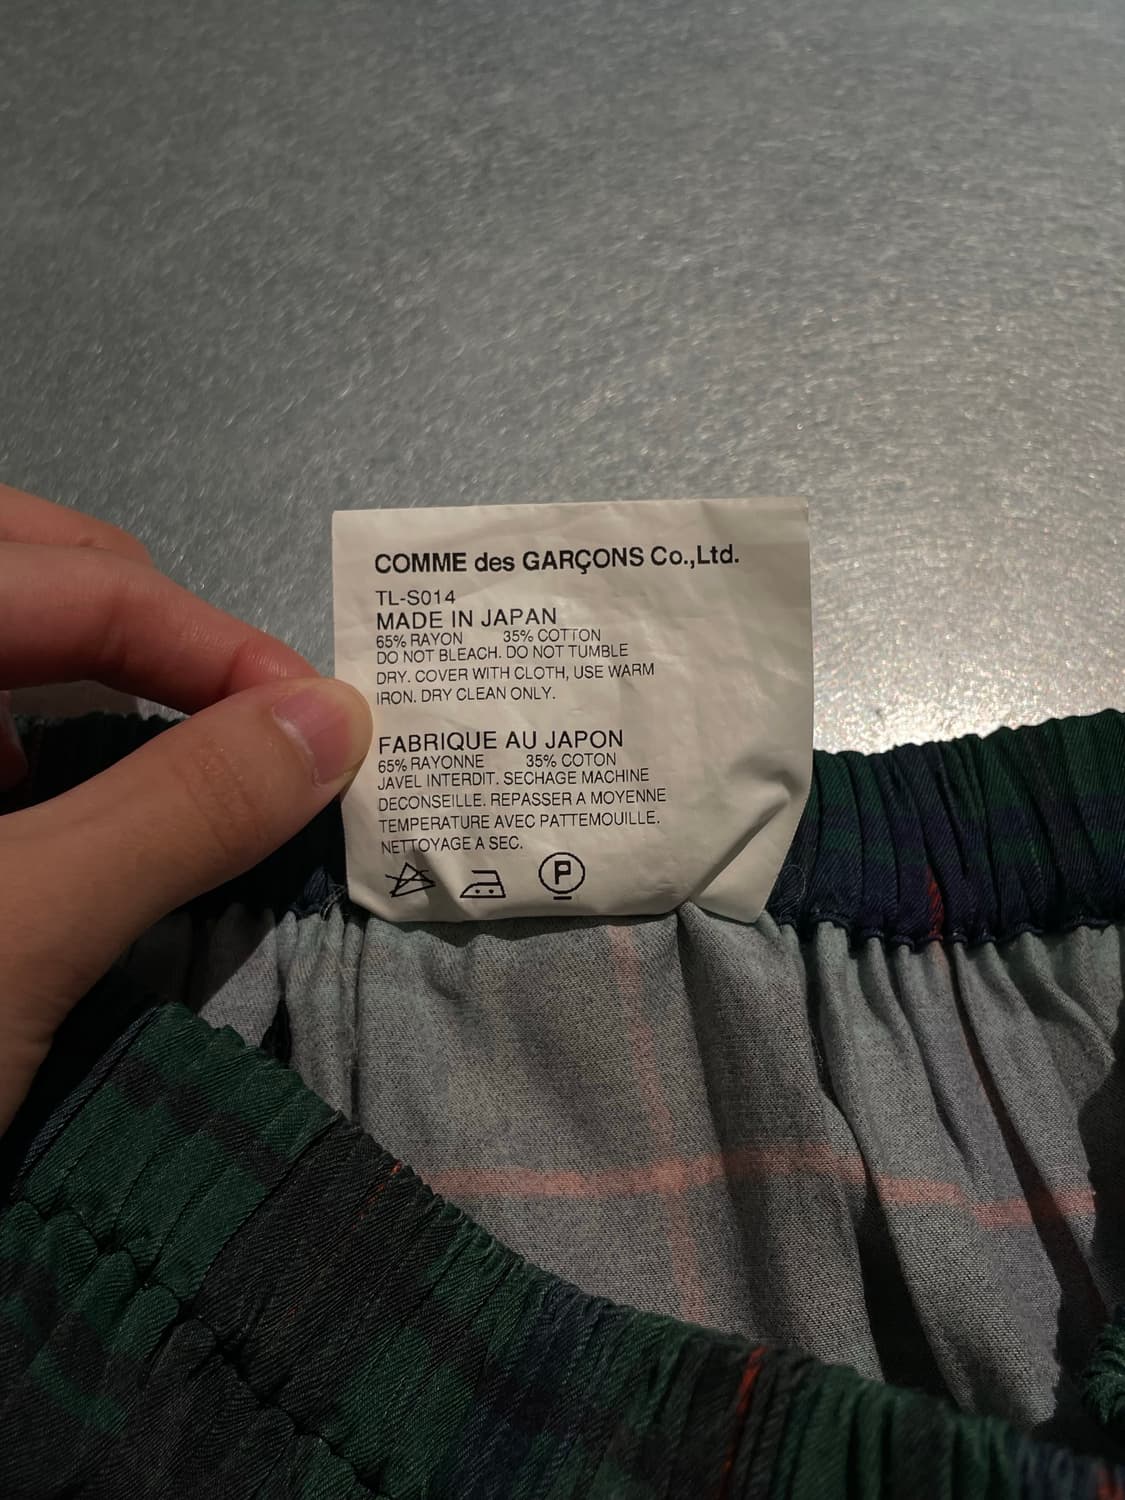 COMME des GARÇONS Co.,Ltd.
TL-S014
MADE IN JAPAN
65% RAYON 35% COTTON
DO NOT BLEACH. DO NOT TUMBLE
DRY. COVER WITH CLOTH, USE WARM
IRON. DRY CLEAN ONLY.
FABRIQUE AU JAPON
65% RAYONNE 35% COTON
JAVEL INTERDIT. SECHAGE MACHINE
DECONSEILLE. REPASSER A MOYENNE
TEMPERATURE AVEC PATTEMOUILLE.
NETTOYAGE A SEC.
P